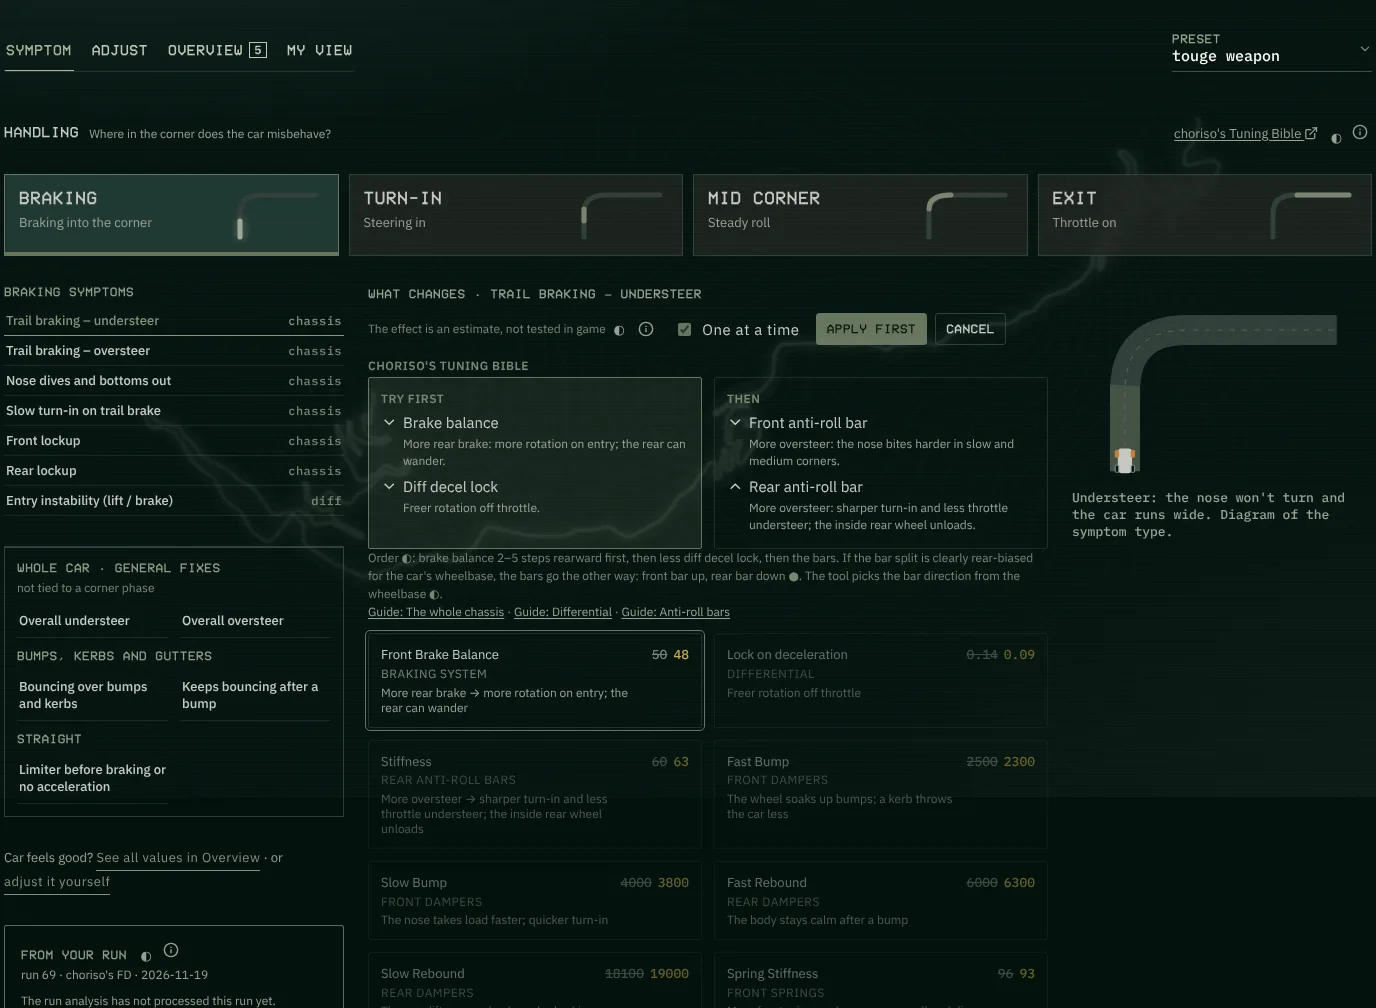 SYMPTOM ADJUST OVERVIEW 5 MY VIEW
PRESET
touge weapon
HANDLING Where in the corner does the car misbehave?
choriso's Tuning Bible
BRAKING
Braking into the corner
TURN-IN
Steering in
MID CORNER
Steady roll
EXIT
Throttle on
BRAKING SYMPTOMS
Trail braking – understeer chassis
Trail braking – oversteer chassis
Nose dives and bottoms out chassis
Slow turn-in on trail brake chassis
Front lockup chassis
Rear lockup chassis
Entry instability (lift / brake) diff
WHOLE CAR · GENERAL FIXES
not tied to a corner phase
Overall understeer Overall oversteer
BUMPS, KERBS AND GUTTERS
Bouncing over bumps
and kerbs
Keeps bouncing after a
bump
STRAIGHT
Limiter before braking or
no acceleration
Car feels good? See all values in Overview · or
adjust it yourself
FROM YOUR RUN
run 69 · choriso's FD · 2026-11-19
The run analysis has not processed this run yet.
WHAT CHANGES · TRAIL BRAKING – UNDERSTEER
The effect is an estimate, not tested in game
One at a time APPLY FIRST CANCEL
CHORISO'S TUNING BIBLE
TRY FIRST
Brake balance
More rear brake: more rotation on entry; the rear can
wander.
Diff decel lock
Freer rotation off throttle.
THEN
Front anti-roll bar
More oversteer: the nose bites harder in slow and
medium corners.
Rear anti-roll bar
More oversteer: sharper turn-in and less throttle
understeer; the inside rear wheel unloads.
Order ◐: brake balance 2–5 steps rearward first, then less diff decel lock, then the bars. If the bar split is clearly rear-biased
for the car's wheelbase, the bars go the other way: front bar up, rear bar down ●. The tool picks the bar direction from the
wheelbase ◐.
Guide: The whole chassis · Guide: Differential · Guide: Anti-roll bars
Front Brake Balance 50 48
BRAKING SYSTEM
More rear brake → more rotation on entry; the
rear can wander
Lock on deceleration 0.14 0.09
DIFFERENTIAL
Freer rotation off throttle
Stiffness 60 63
REAR ANTI-ROLL BARS
More oversteer → sharper turn-in and less
throttle understeer; the inside rear wheel
unloads
Fast Bump 2500 2300
FRONT DAMPERS
The wheel soaks up bumps; a kerb throws
the car less
Slow Bump 4000 3800
FRONT DAMPERS
The nose takes load faster; quicker turn-in
Fast Rebound 6000 6300
REAR DAMPERS
The body stays calm after a bump
Slow Rebound 18100 19000
REAR DAMPERS
Spring Stiffness 96 93
FRONT SPRINGS
Understeer: the nose won't turn and
the car runs wide. Diagram of the
symptom type.